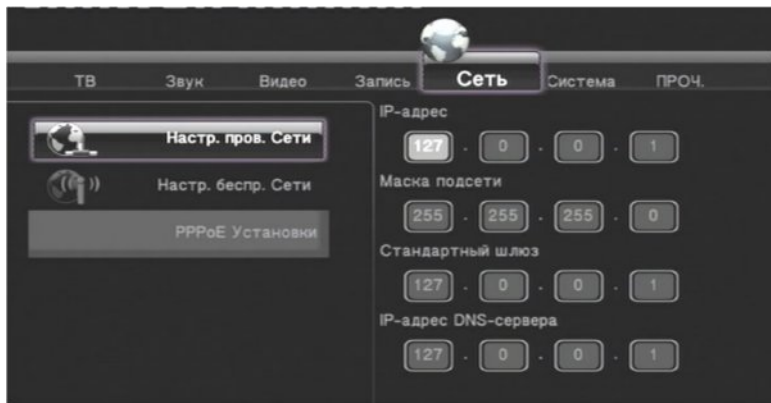 ТВ Звук Видео Запись Сеть Система ПРОЧ.
Настр. пров. Сети
Настр. беспр. Сети
PPPoE Установки
IP-адрес
127 . 0 . 0 . 1
Маска подсети
255 . 255 . 255 . 0
Стандартный шлюз
127 . 0 . 0 . 1
IP-адрес DNS-сервера
127 . 0 . 0 . 1